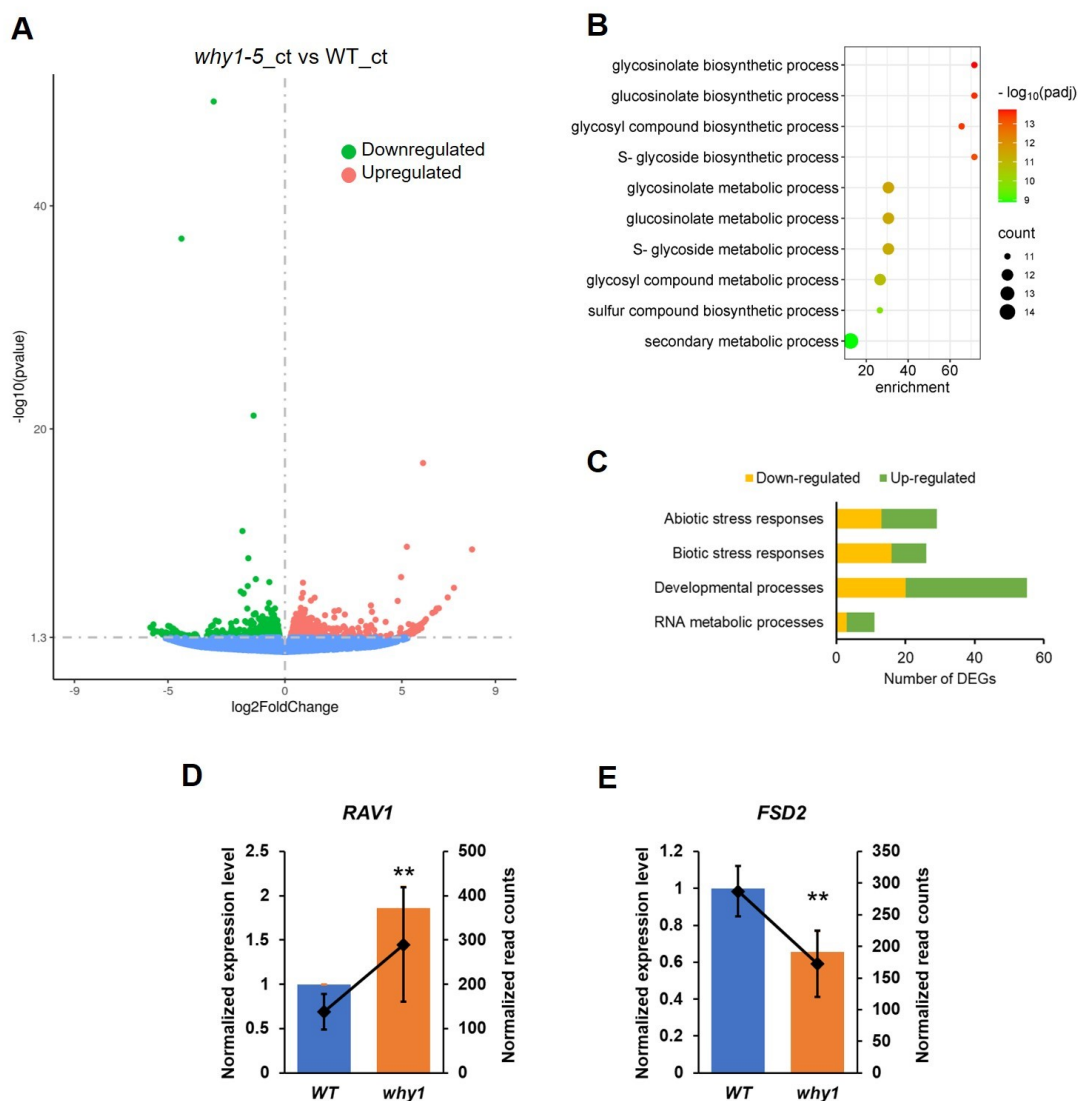 A
why1-5_ct vs WT_ct
Downregulated
Upregulated
40
20
1.3
-log10(pvalue)
-9
-5
0
5
9
log2FoldChange
B
glycosinolate biosynthetic process
glucosinolate biosynthetic process
glycosyl compound biosynthetic process
S- glycoside biosynthetic process
glycosinolate metabolic process
glucosinolate metabolic process
S- glycoside metabolic process
glycosyl compound metabolic process
sulfur compound biosynthetic process
secondary metabolic process
20
40
60
enrichment
- log10(padj)
13
12
11
10
9
count
11
12
13
14
C
Down-regulated
Up-regulated
Abiotic stress responses
Biotic stress responses
Developmental processes
RNA metabolic processes
0
20
40
60
Number of DEGs
D
RAV1
Normalized expression level
2.5
2
1.5
1
0.5
0
**
500
400
300
200
100
0
Normalized read counts
WT
why1
E
FSD2
Normalized expression level
1.2
1
0.8
0.6
0.4
0.2
0
**
350
300
250
200
150
100
50
0
Normalized read counts
WT
why1